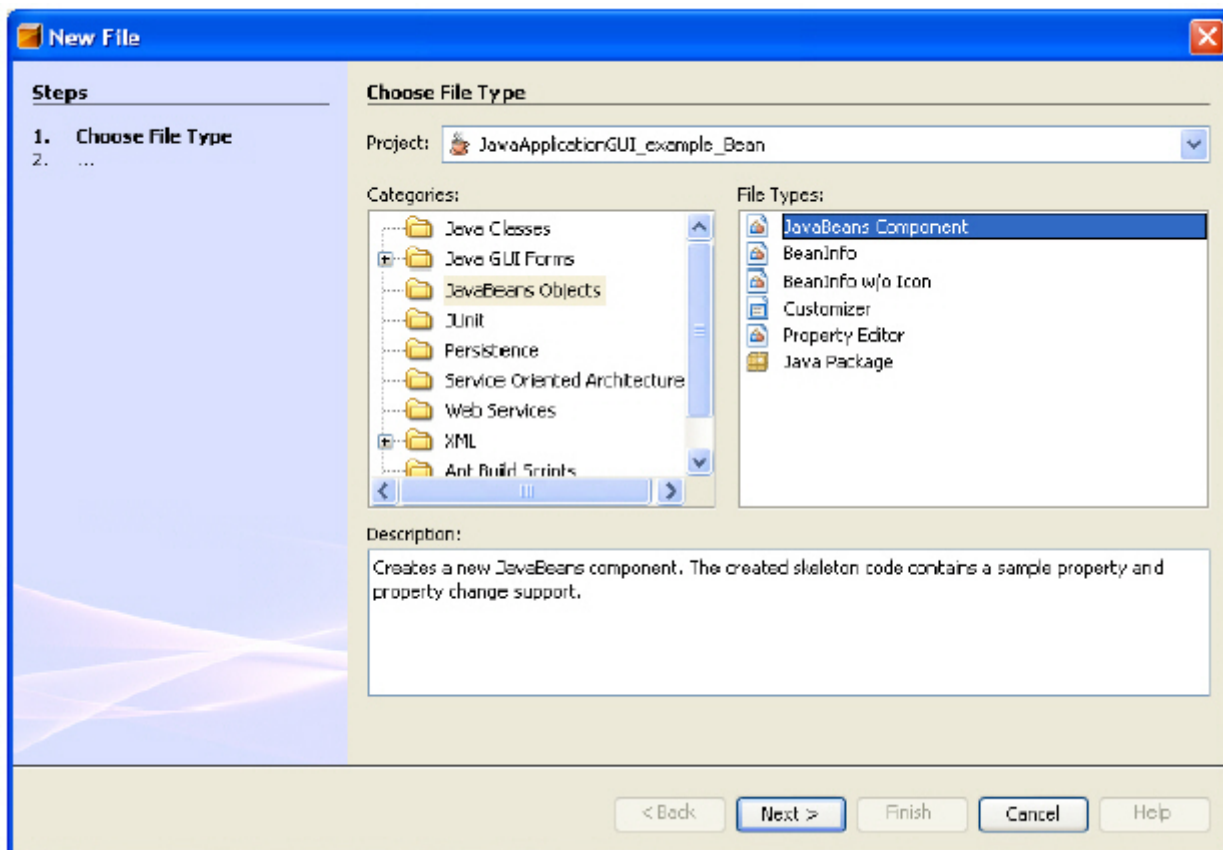 New File
Steps
1. Choose File Type
2. ...
Choose File Type
Project: JavaApplicationGUI_example_Bean
Categories:
Java Classes
Java GUI Forms
JavaBeans Objects
JUnit
Persistence
Service Oriented Architecture
Web Services
XML
Ant Build Scripts
File Types:
JavaBeans Component
BeanInfo
BeanInfo w/o Icon
Customizer
Property Editor
Java Package
Description:
Creates a new JavaBeans component. The created skeleton code contains a sample property and
property change support.
< Back Next > Finish Cancel Help